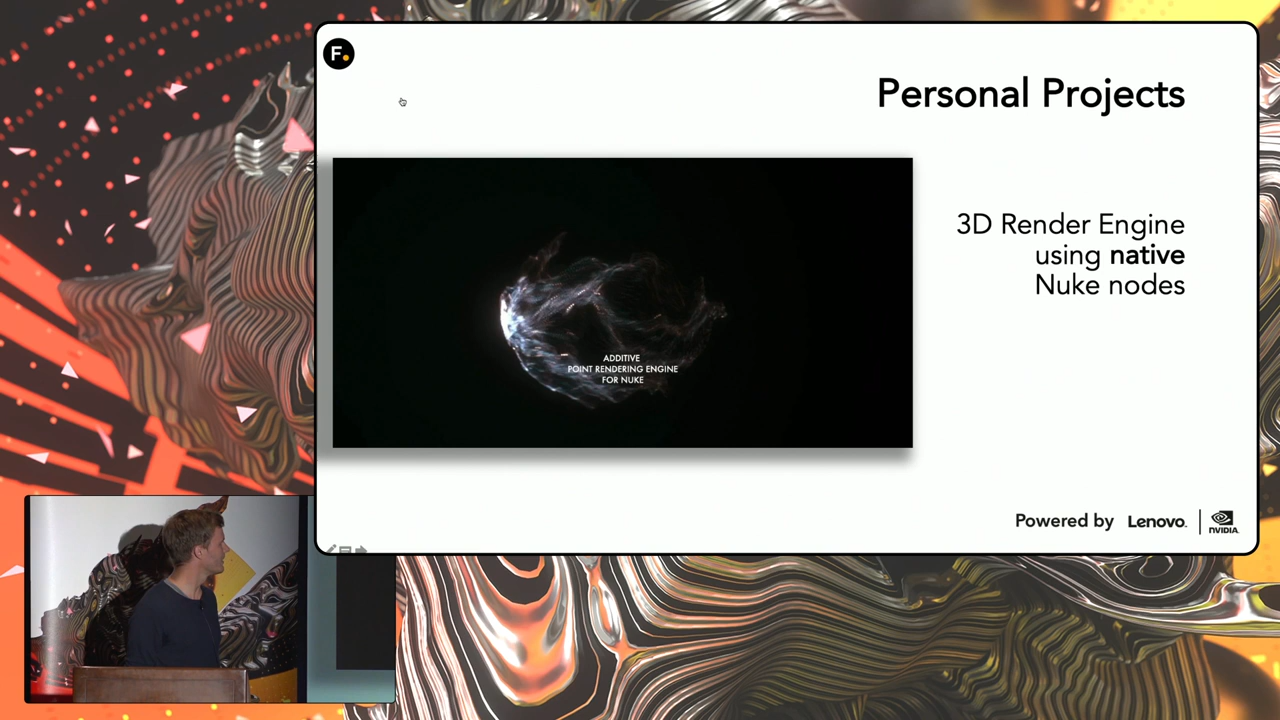 F.
Personal Projects
3D Render Engine
using native
Nuke nodes
ADDITIVE
POINT RENDERING ENGINE
FOR NUKE
Powered by Lenovo. NVIDIA.